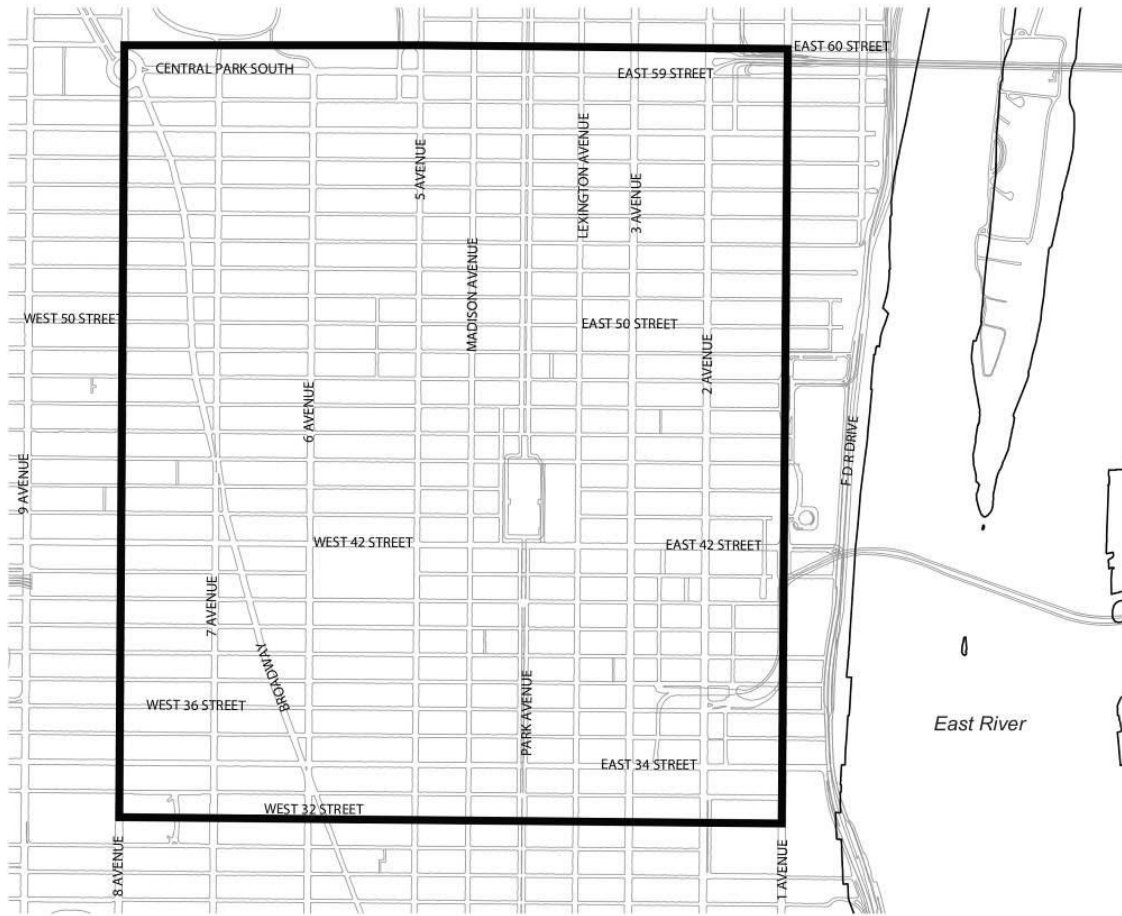 EAST 60 STREET
CENTRAL PARK SOUTH
EAST 59 STREET
5 AVENUE
LEXINGTON AVENUE
3 AVENUE
MADISON AVENUE
WEST 50 STREET
EAST 50 STREET
2 AVENUE
6 AVENUE
F D R DRIVE
9 AVENUE
WEST 42 STREET
EAST 42 STREET
7 AVENUE
BROADWAY
WEST 36 STREET
PARK AVENUE
East River
EAST 34 STREET
WEST 32 STREET
8 AVENUE
1 AVENUE